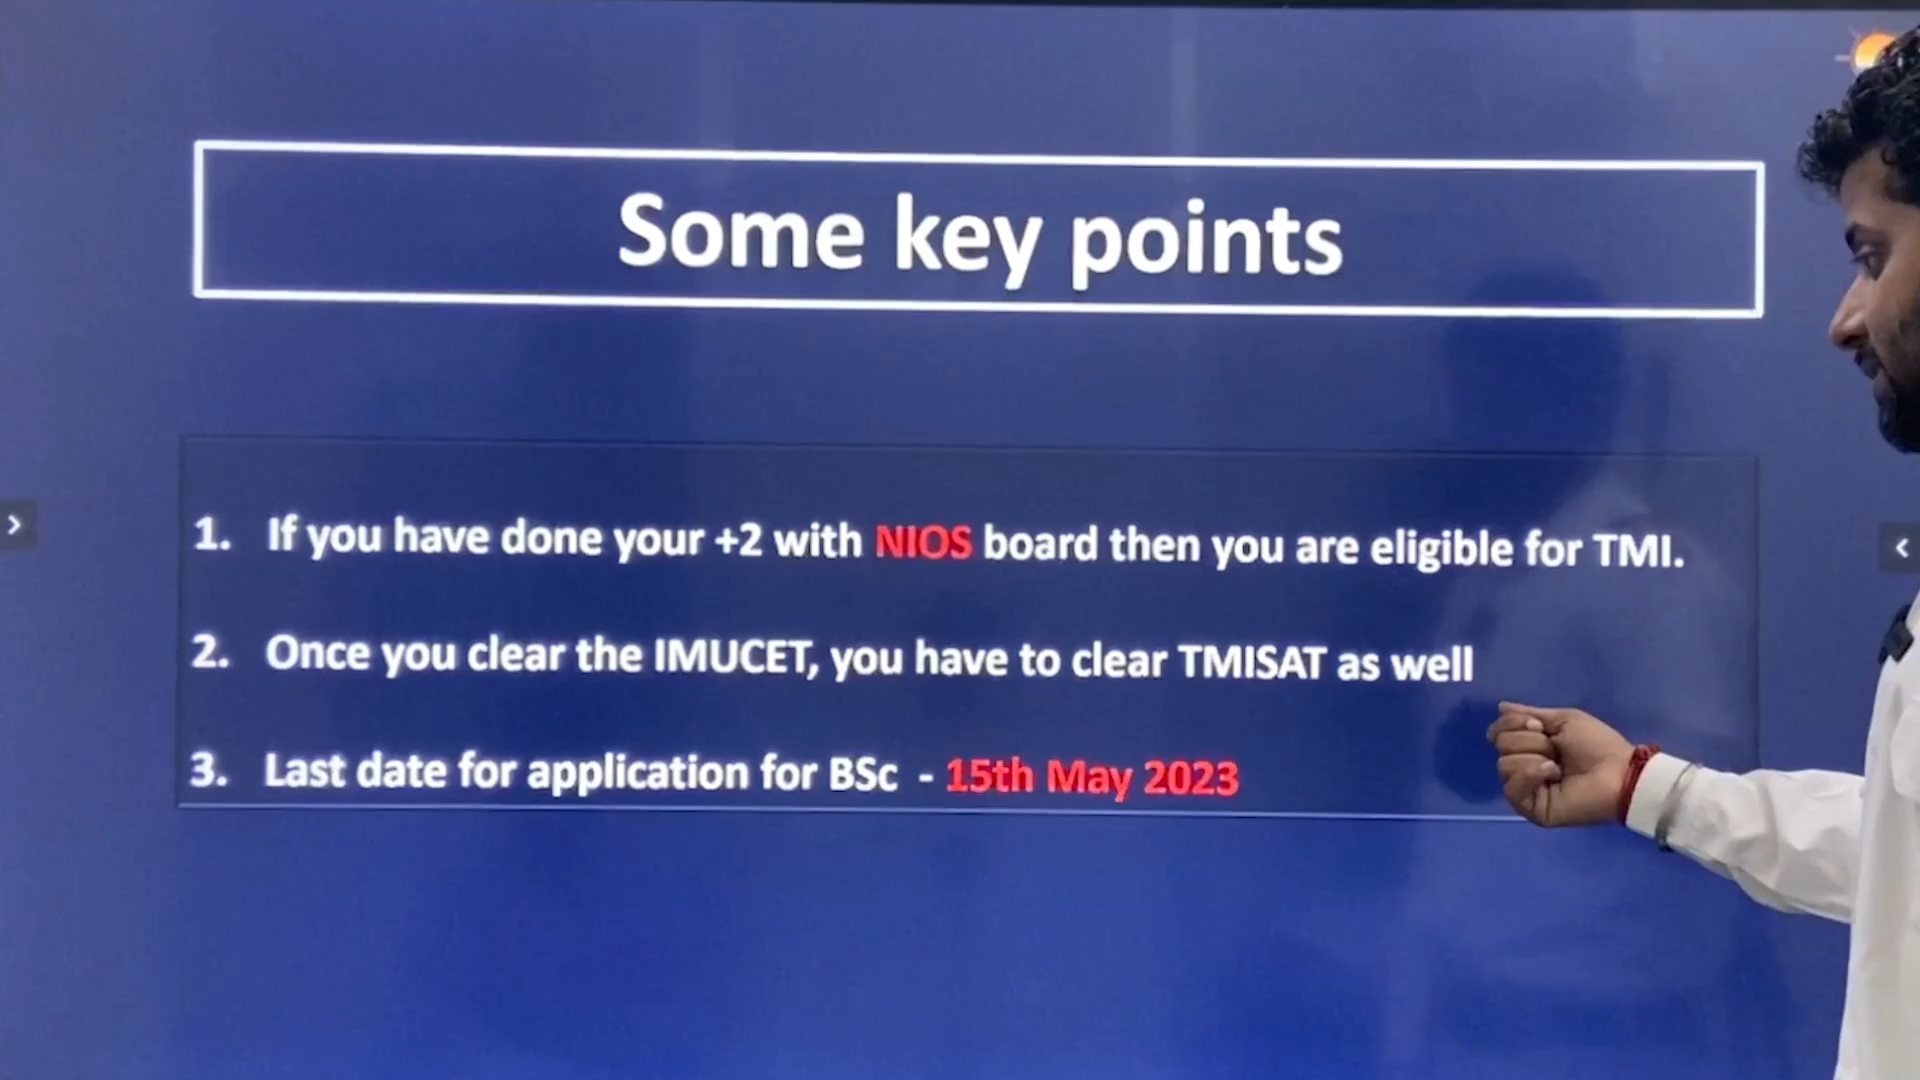 Some key points
1. If you have done your +2 with NIOS board then you are eligible for TMI.
2. Once you clear the IMUCET, you have to clear TMISAT as well
3. Last date for application for BSc - 15th May 2023